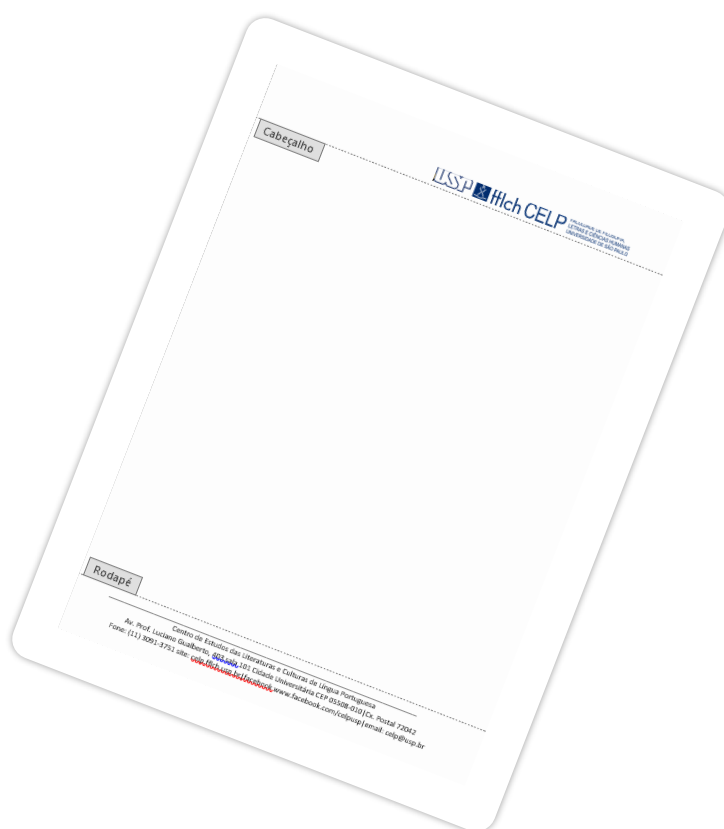 Cabeçalho
USP fflch CELP FACULDADE DE FILOSOFIA,
LETRAS E CIÊNCIAS HUMANAS
UNIVERSIDADE DE SÃO PAULO
Rodapé
Centro de Estudos das Literaturas e Culturas de Língua Portuguesa
Av. Prof. Luciano Gualberto, 403 sala 101 Cidade Universitária CEP 05508-010|Cx. Postal 72042
Fone: (11) 3091-3751 site: celp.fflch.usp.br|facebook www.facebook.com/celpusp|email: celp@usp.br